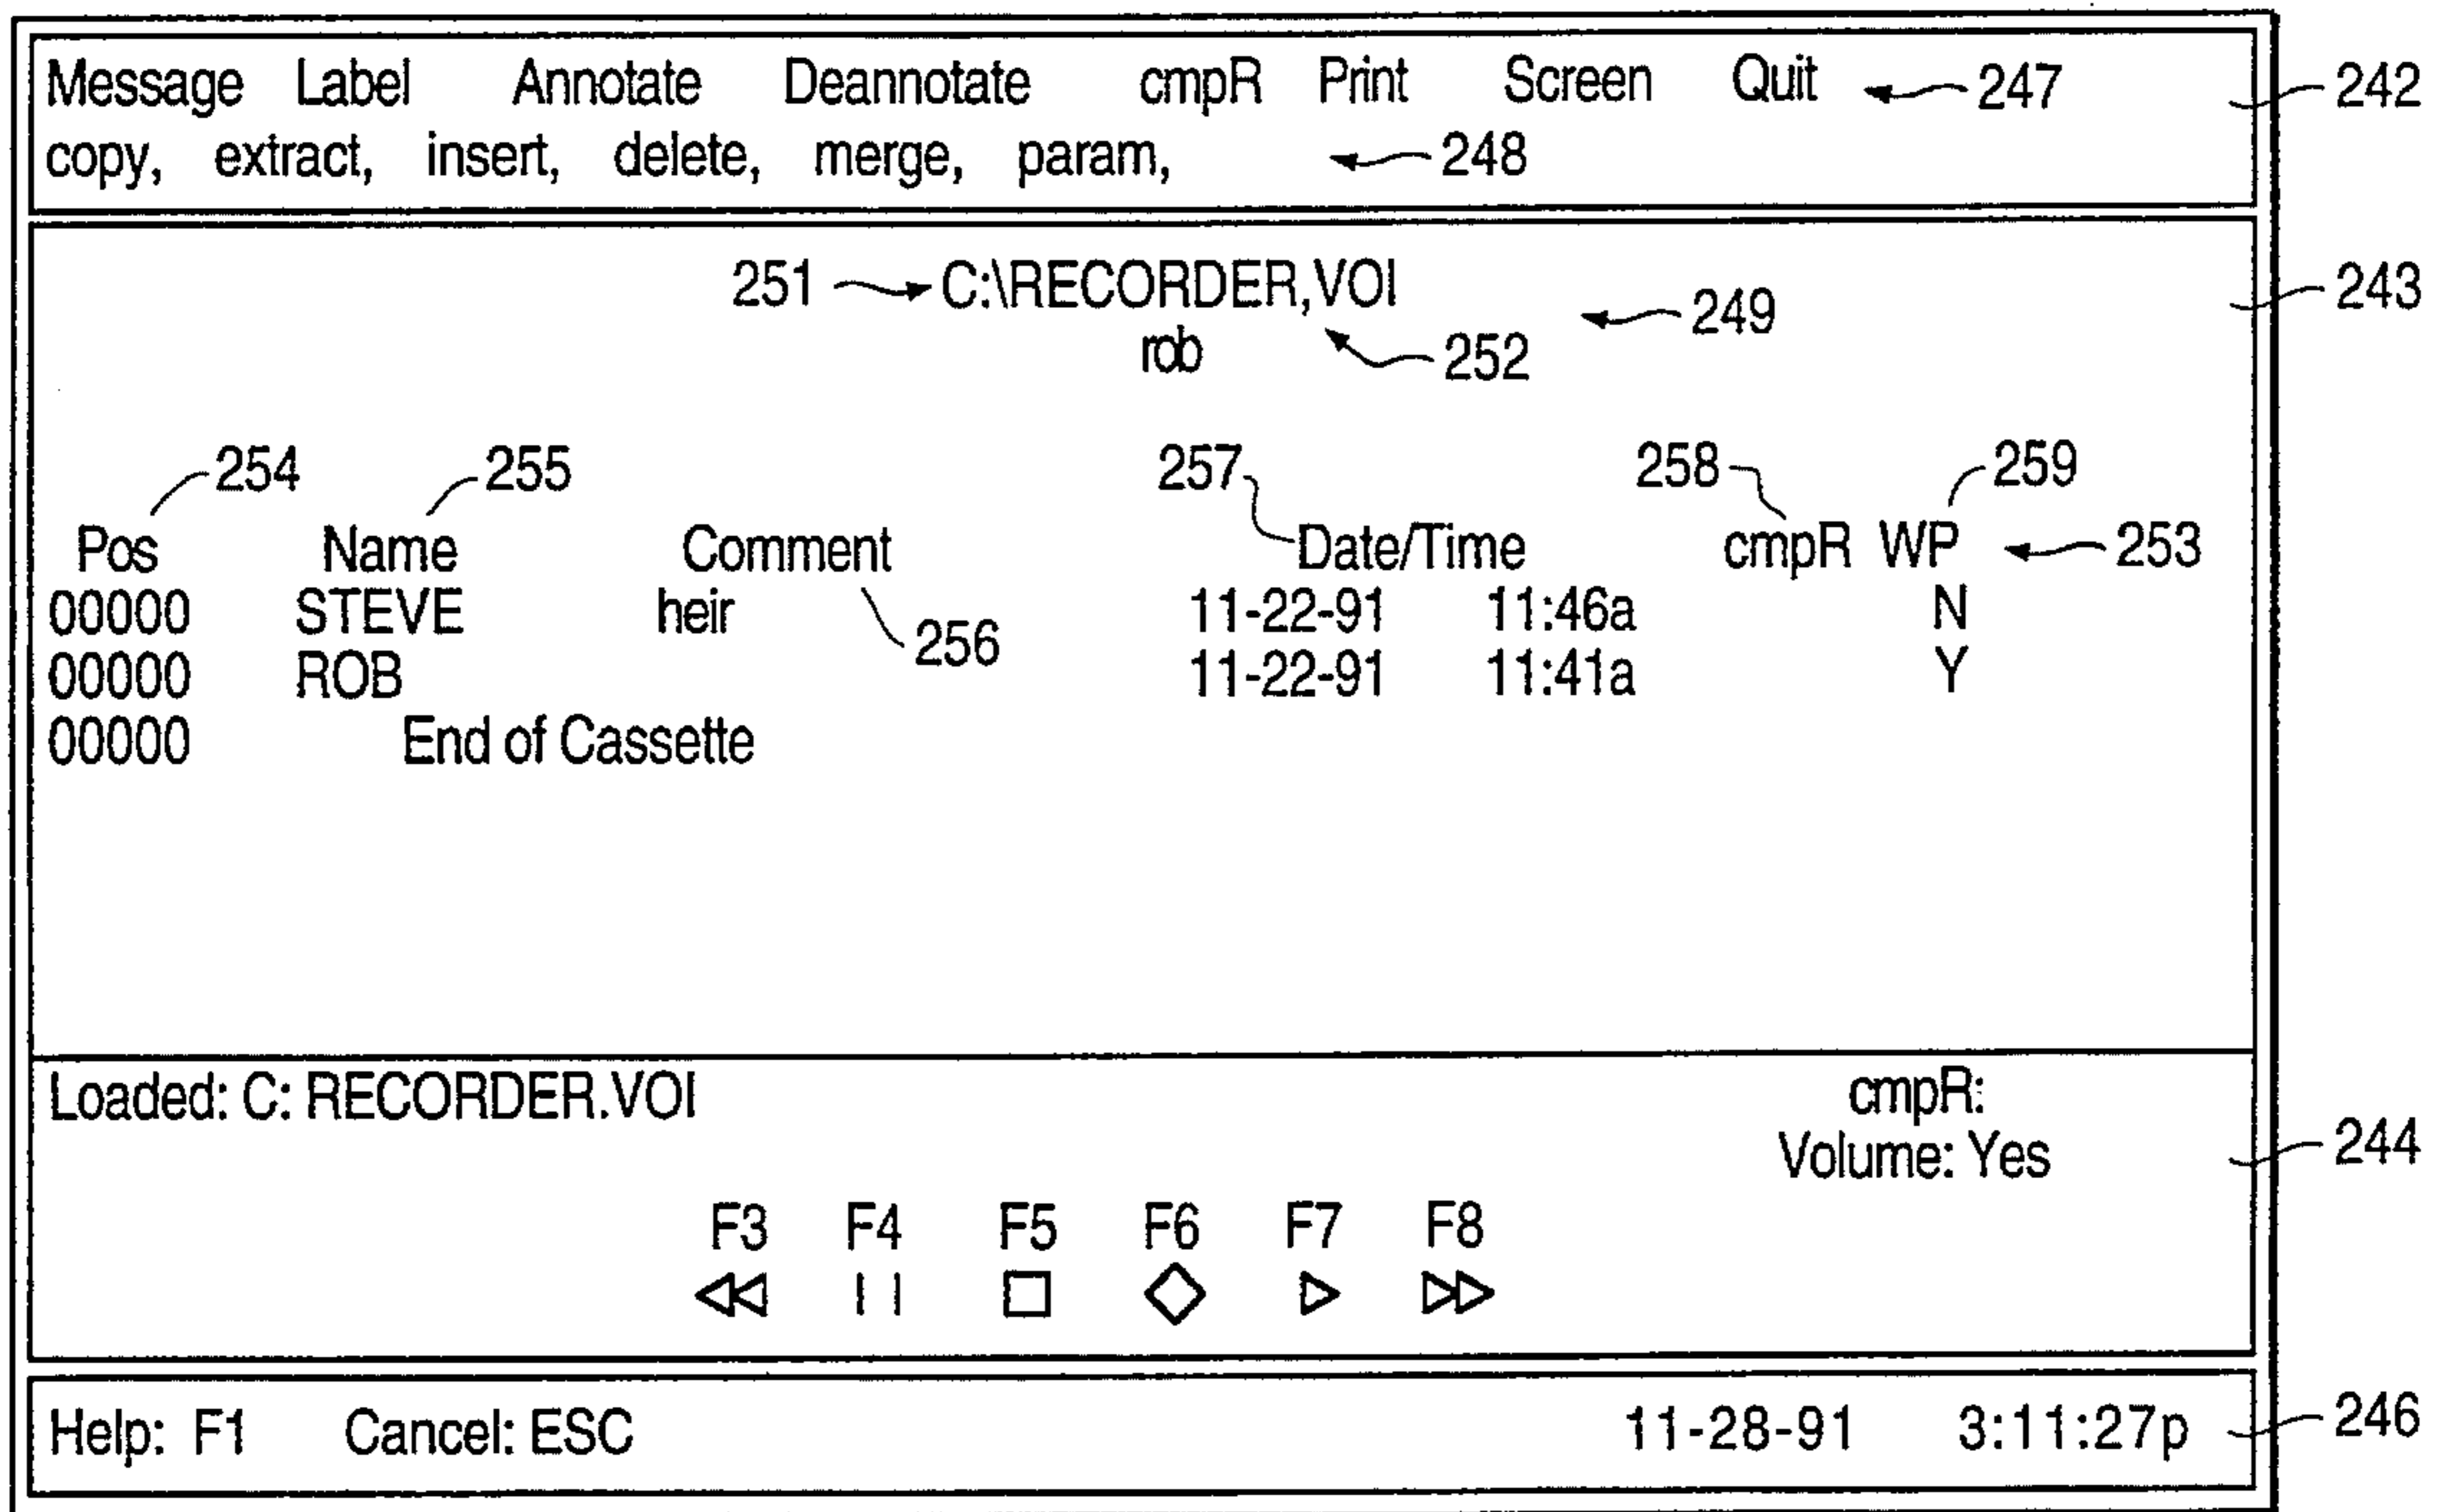 Message Label Annotate Deannotate cmpR Print Screen Quit 247 242
copy, extract, insert, delete, merge, param, 248
251 C:\RECORDER,VOI 249 243
rob 252
254 255 257 258 259
Pos Name Comment Date/Time cmpR WP 253
00000 STEVE heir 256 11-22-91 11:46a N
00000 ROB 11-22-91 11:41a Y
00000 End of Cassette
Loaded: C: RECORDER.VOI cmpR:
Volume: Yes 244
F3 F4 F5 F6 F7 F8
Help: F1 Cancel: ESC 11-28-91 3:11:27p 246